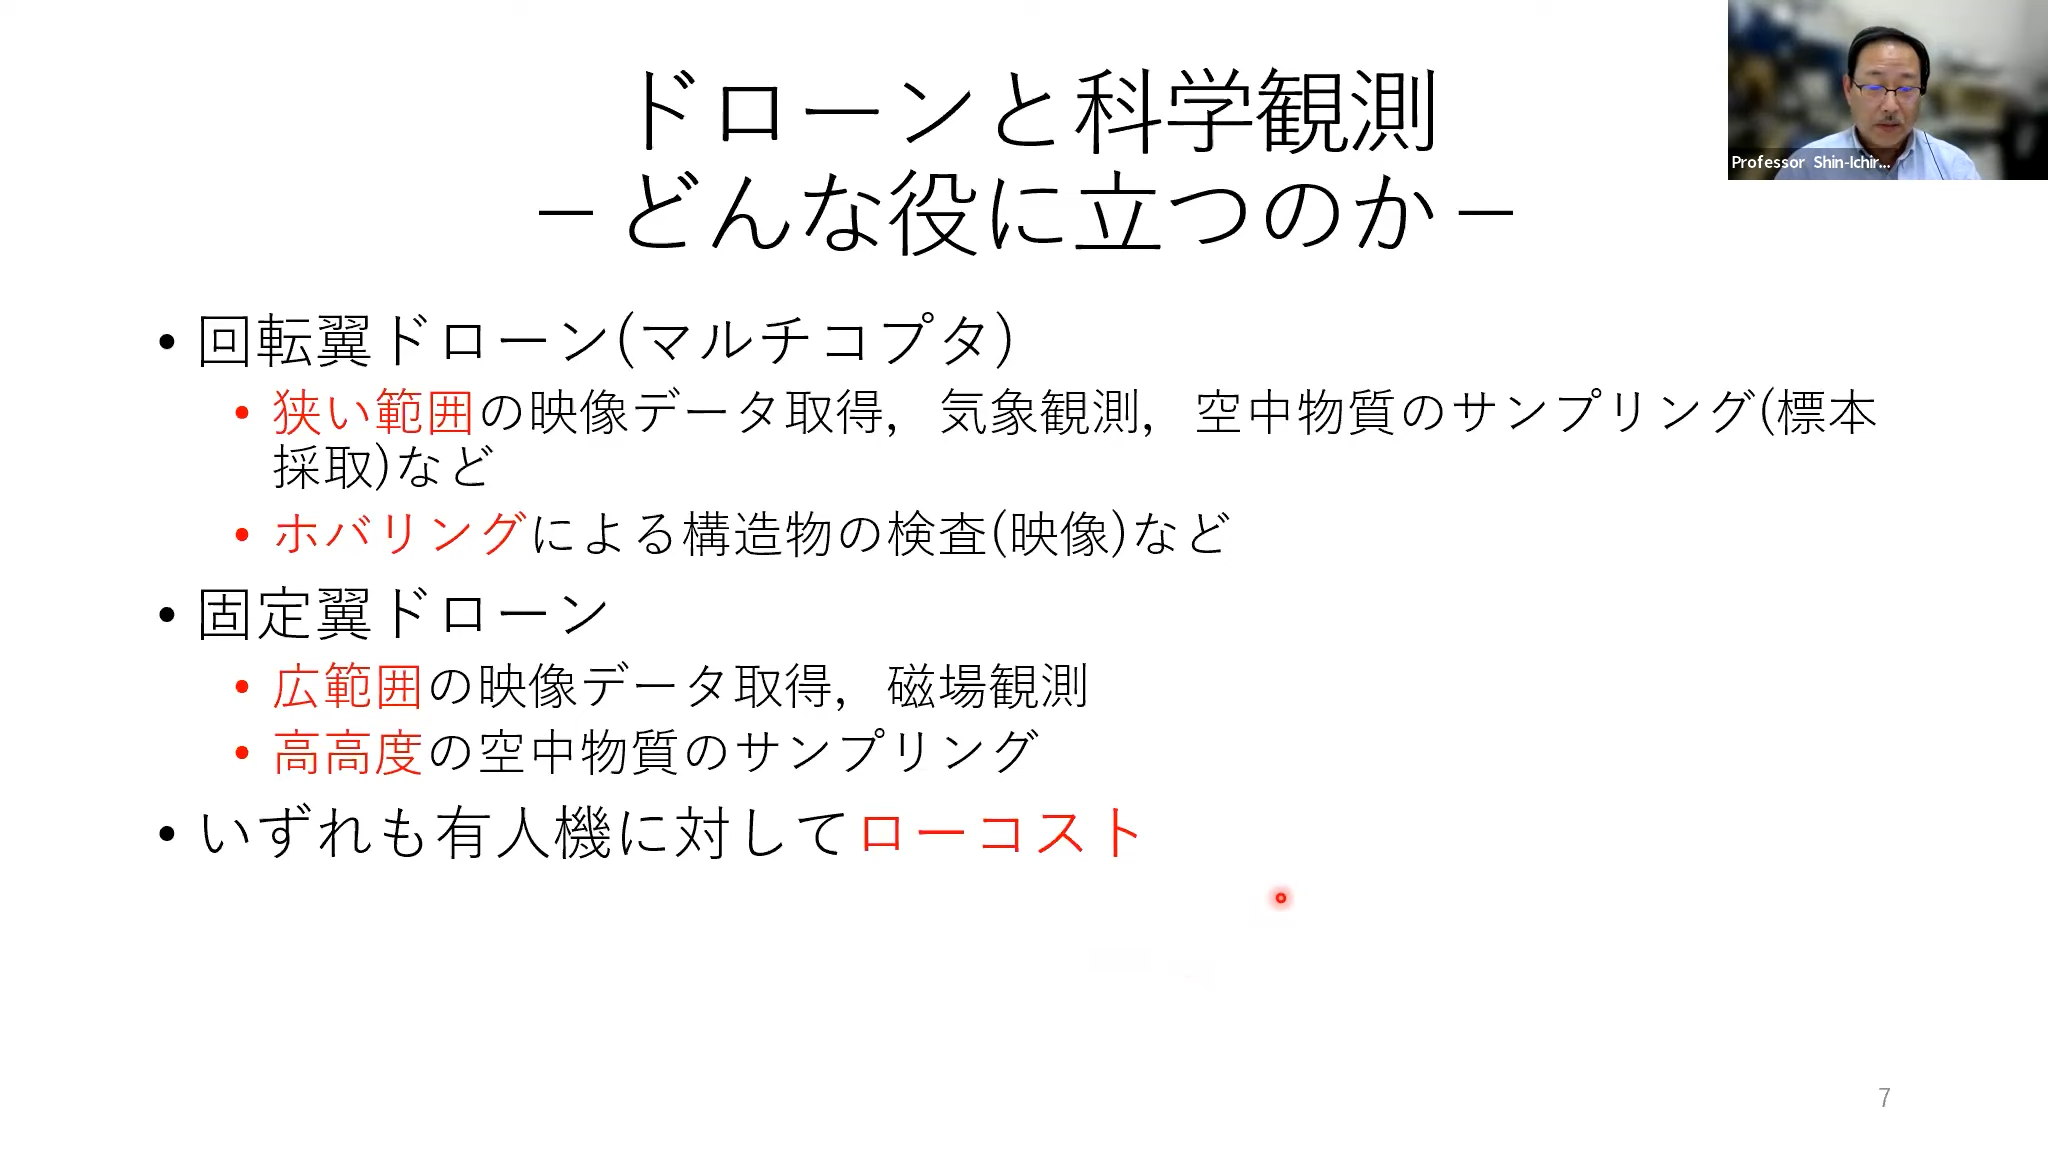 ドローンと科学観測
－どんな役に立つのか－
Professor Shin-Ichir...
• 回転翼ドローン(マルチコプタ)
• 狭い範囲の映像データ取得，気象観測，空中物質のサンプリング(標本
採取)など
• ホバリングによる構造物の検査(映像)など
• 固定翼ドローン
• 広範囲の映像データ取得，磁場観測
• 高高度の空中物質のサンプリング
• いずれも有人機に対してローコスト
7